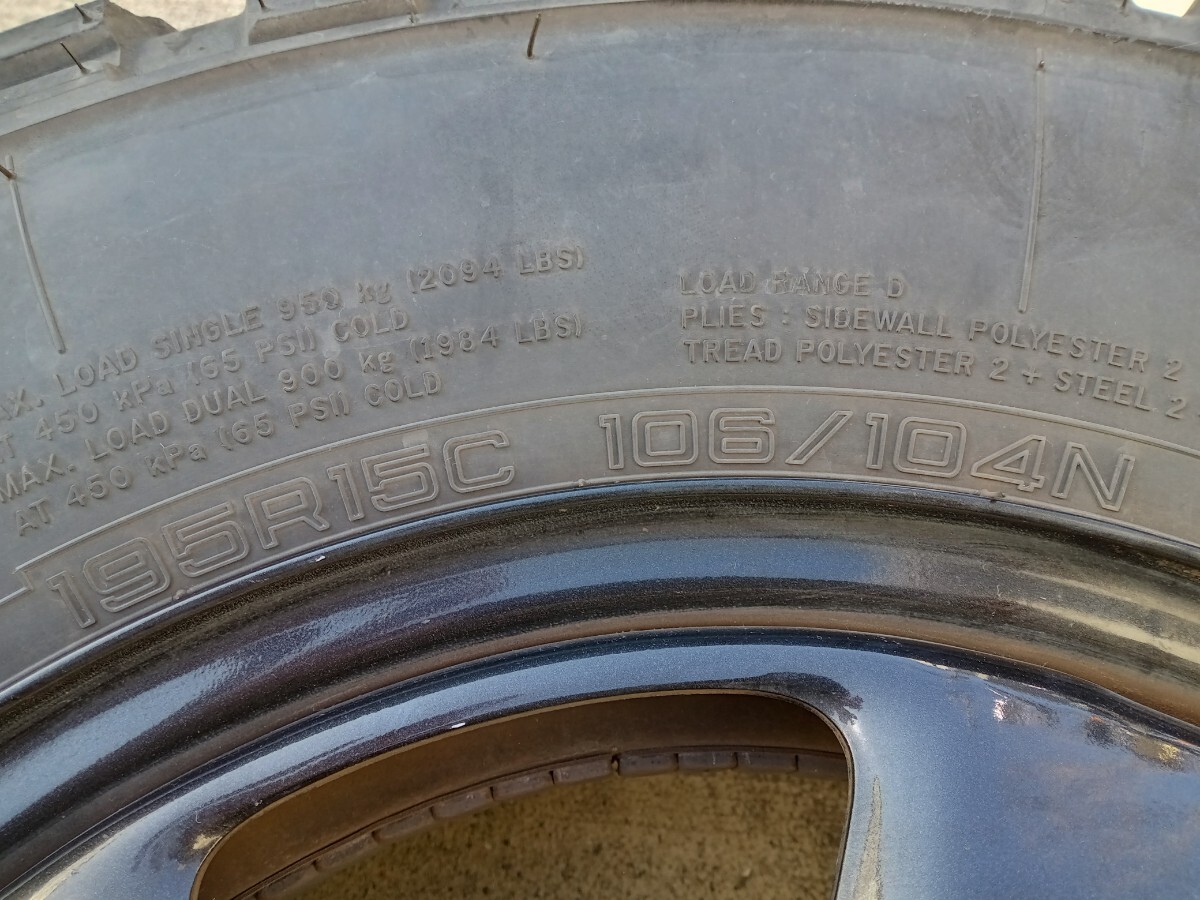 MAX. LOAD SINGLE 950 kg (2094 LBS)
AT 450 kPa (65 PSI) COLD
MAX. LOAD DUAL 900 kg (1984 LBS)
AT 450 kPa (65 PSI) COLD
LOAD RANGE D
PLIES : SIDEWALL POLYESTER 2
TREAD POLYESTER 2 + STEEL 2
195R15C 106/104N